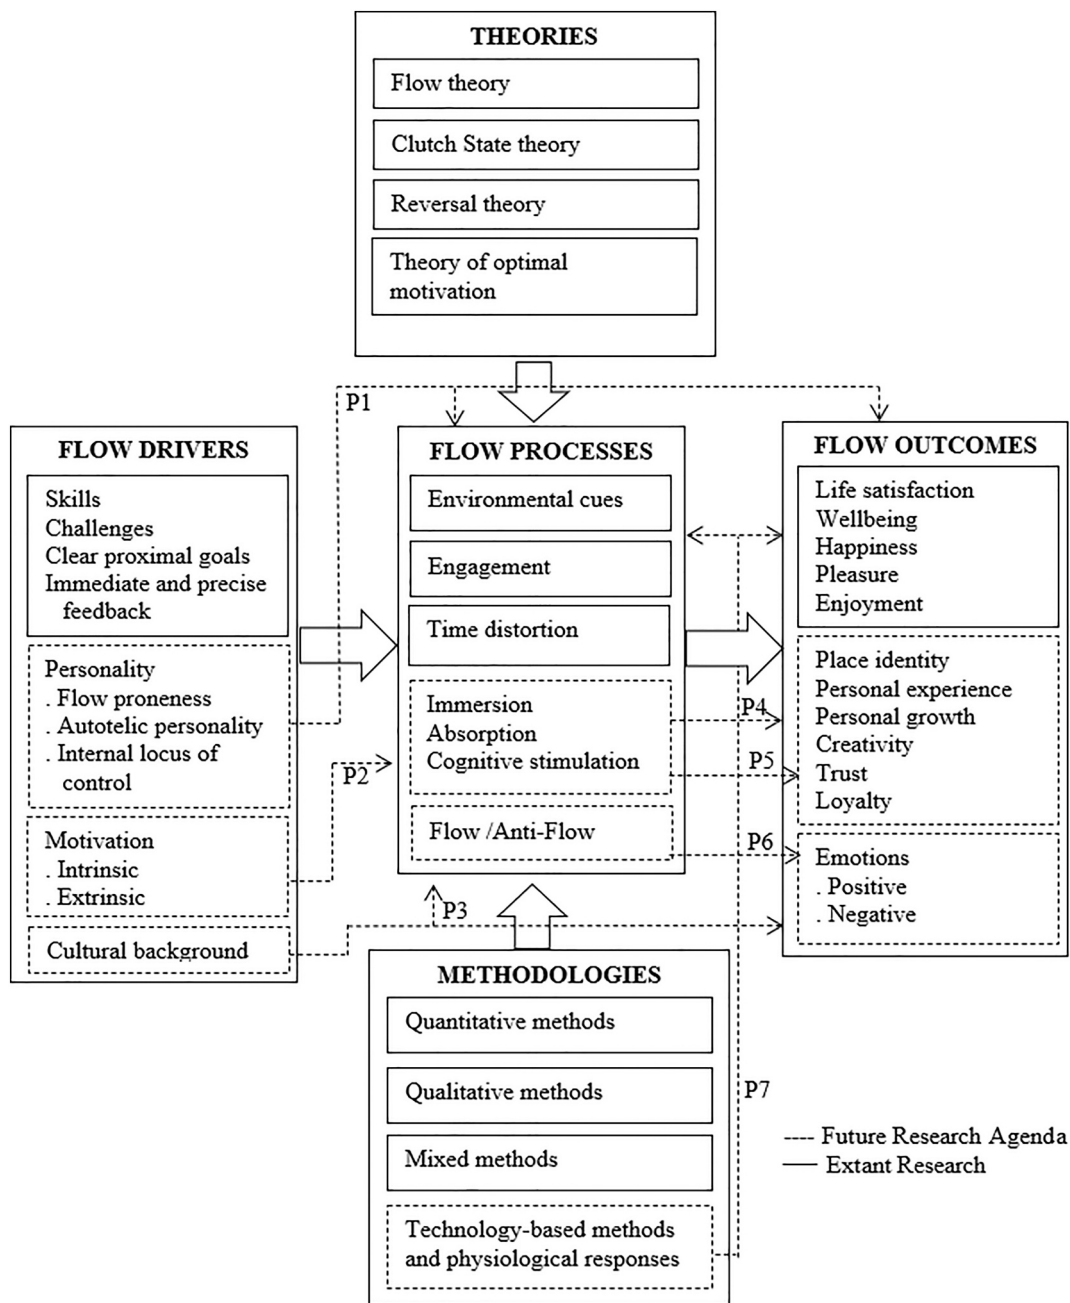 THEORIES
Flow theory
Clutch State theory
Reversal theory
Theory of optimal
motivation
P1
FLOW DRIVERS
Skills
Challenges
Clear proximal goals
Immediate and precise
feedback
Personality
. Flow proneness
. Autotelic personality
. Internal locus of
control
P2
Motivation
. Intrinsic
. Extrinsic
Cultural background
FLOW PROCESSES
Environmental cues
Engagement
Time distortion
Immersion
Absorption
Cognitive stimulation
Flow /Anti-Flow
P3
P4
P5
P6
FLOW OUTCOMES
Life satisfaction
Wellbeing
Happiness
Pleasure
Enjoyment
Place identity
Personal experience
Personal growth
Creativity
Trust
Loyalty
Emotions
. Positive
. Negative
METHODOLOGIES
Quantitative methods
Qualitative methods
Mixed methods
Technology-based methods
and physiological responses
P7
---- Future Research Agenda
— Extant Research